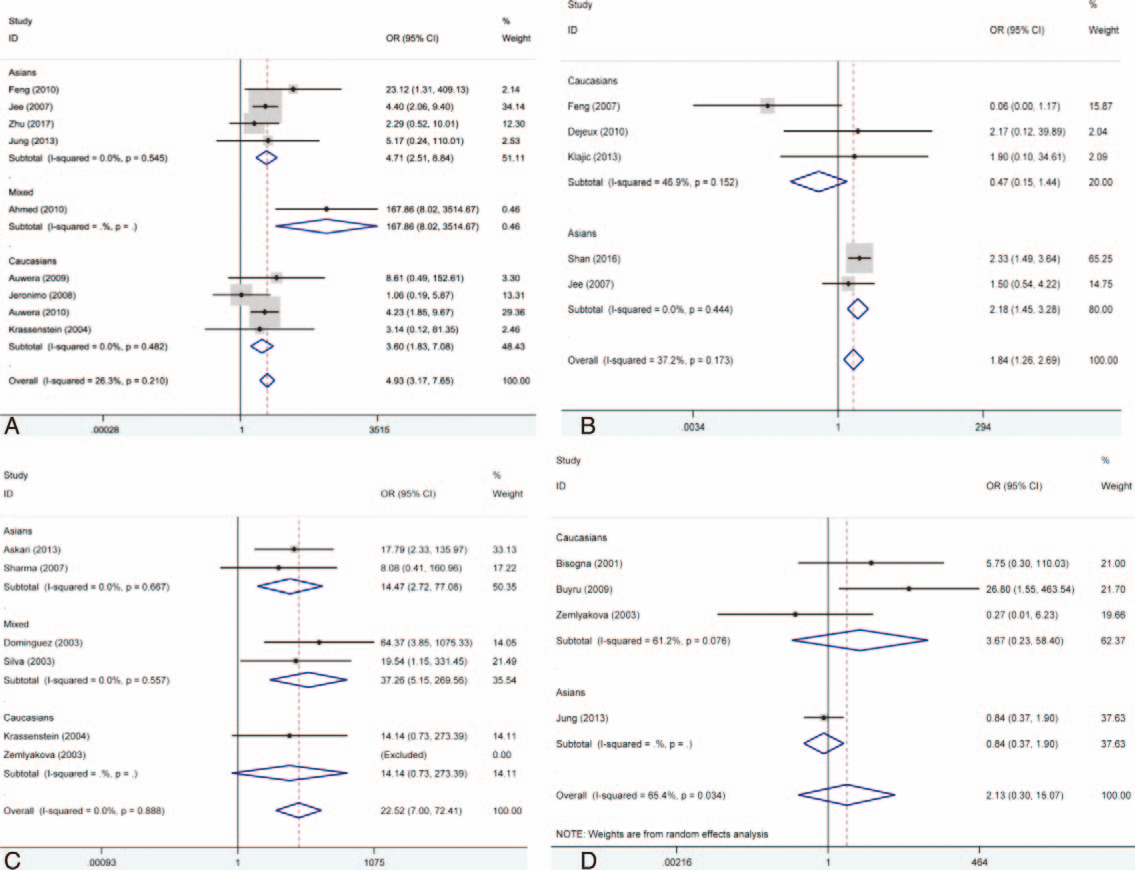 Study %
ID OR (95% CI) Weight
Asians
Feng (2010) 23.12 (1.31, 409.13) 2.14
Jee (2007) 4.40 (2.06, 9.40) 34.14
Zhu (2017) 2.29 (0.52, 10.01) 12.30
Jung (2013) 5.17 (0.24, 110.01) 2.53
Subtotal (I-squared = 0.0%, p = 0.545) 4.71 (2.51, 8.84) 51.11
.
Mixed
Ahmed (2010) 167.86 (8.02, 3514.67) 0.46
Subtotal (I-squared = .%, p = .) 167.86 (8.02, 3514.67) 0.46
.
Caucasians
Auwera (2009) 8.61 (0.49, 152.61) 3.30
Jeronimo (2008) 1.06 (0.19, 5.87) 13.31
Auwera (2010) 4.23 (1.85, 9.67) 29.36
Krassenstein (2004) 3.14 (0.12, 81.35) 2.46
Subtotal (I-squared = 0.0%, p = 0.482) 3.60 (1.83, 7.08) 48.43
.
Overall (I-squared = 26.3%, p = 0.210) 4.93 (3.17, 7.65) 100.00
A .00028 1 3515
Study %
ID OR (95% CI) Weight
Caucasians
Feng (2007) 0.06 (0.00, 1.17) 15.87
Dejeux (2010) 2.17 (0.12, 39.89) 2.04
Klajic (2013) 1.90 (0.10, 34.61) 2.09
Subtotal (I-squared = 46.9%, p = 0.152) 0.47 (0.15, 1.44) 20.00
.
Asians
Shan (2016) 2.33 (1.49, 3.64) 65.25
Jee (2007) 1.50 (0.54, 4.22) 14.75
Subtotal (I-squared = 0.0%, p = 0.444) 2.18 (1.45, 3.28) 80.00
.
Overall (I-squared = 37.2%, p = 0.173) 1.84 (1.26, 2.69) 100.00
B .0034 1 294
Study %
ID OR (95% CI) Weight
Asians
Askari (2013) 17.79 (2.33, 135.97) 33.13
Sharma (2007) 8.08 (0.41, 160.96) 17.22
Subtotal (I-squared = 0.0%, p = 0.667) 14.47 (2.72, 77.08) 50.35
.
Mixed
Dominguez (2003) 64.37 (3.85, 1075.33) 14.05
Silva (2003) 19.54 (1.15, 331.45) 21.49
Subtotal (I-squared = 0.0%, p = 0.557) 37.26 (5.15, 269.56) 35.54
.
Caucasians
Krassenstein (2004) 14.14 (0.73, 273.39) 14.11
Zemlyakova (2003) (Excluded) 0.00
Subtotal (I-squared = .%, p = .) 14.14 (0.73, 273.39) 14.11
.
Overall (I-squared = 0.0%, p = 0.888) 22.52 (7.00, 72.41) 100.00
C .00093 1 1075
Study %
ID OR (95% CI) Weight
Caucasians
Bisogna (2001) 5.75 (0.30, 110.03) 21.00
Buyru (2009) 26.80 (1.55, 463.54) 21.70
Zemlyakova (2003) 0.27 (0.01, 6.23) 19.66
Subtotal (I-squared = 61.2%, p = 0.076) 3.67 (0.23, 58.40) 62.37
.
Asians
Jung (2013) 0.84 (0.37, 1.90) 37.63
Subtotal (I-squared = .%, p = .) 0.84 (0.37, 1.90) 37.63
.
Overall (I-squared = 65.4%, p = 0.034) 2.13 (0.30, 15.07) 100.00
NOTE: Weights are from random effects analysis
D .00216 1 464